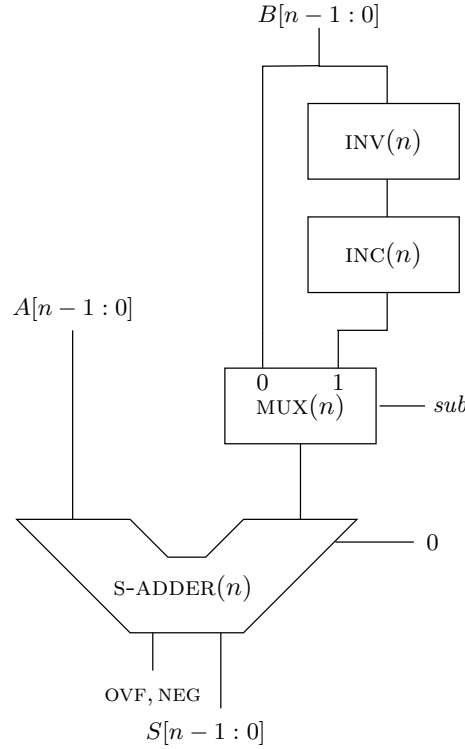 B[n − 1 : 0]
INV(n)
INC(n)
A[n − 1 : 0]
0 1
MUX(n)
sub
0
S-ADDER(n)
OVF, NEG
S[n − 1 : 0]